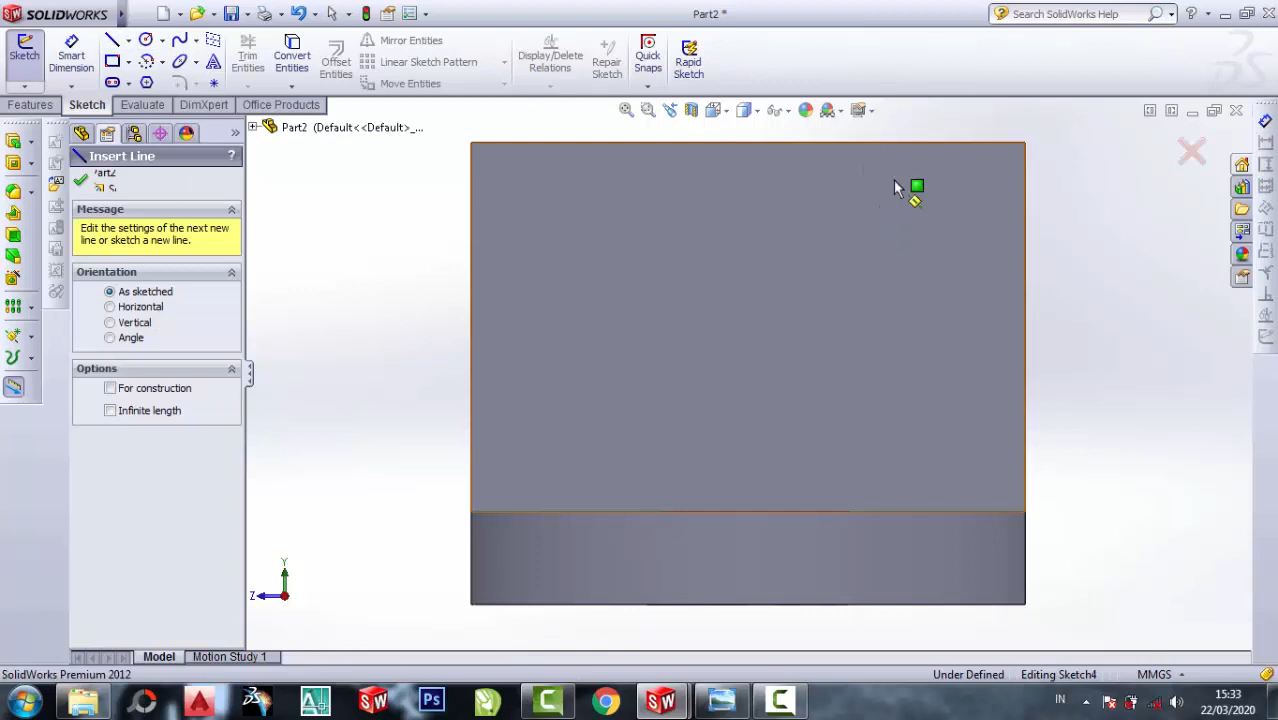 SOLIDWORKS
Part2 *
Search SolidWorks Help
Sketch
Smart Dimension
Trim Entities
Convert Entities
Offset Entities
Mirror Entities
Linear Sketch Pattern
Move Entities
Display/Delete Relations
Repair Sketch
Quick Snaps
Rapid Sketch
Features
Sketch
Evaluate
DimXpert
Office Products
Part2 (Default<<Default>_...
Insert Line
?
Part2
Message
Edit the settings of the next new
line or sketch a new line.
Orientation
As sketched
Horizontal
Vertical
Angle
Options
For construction
Infinite length
Y
Z
Model
Motion Study 1
SolidWorks Premium 2012
Under Defined
Editing Sketch4
MMGS
IN
15:33
22/03/2020